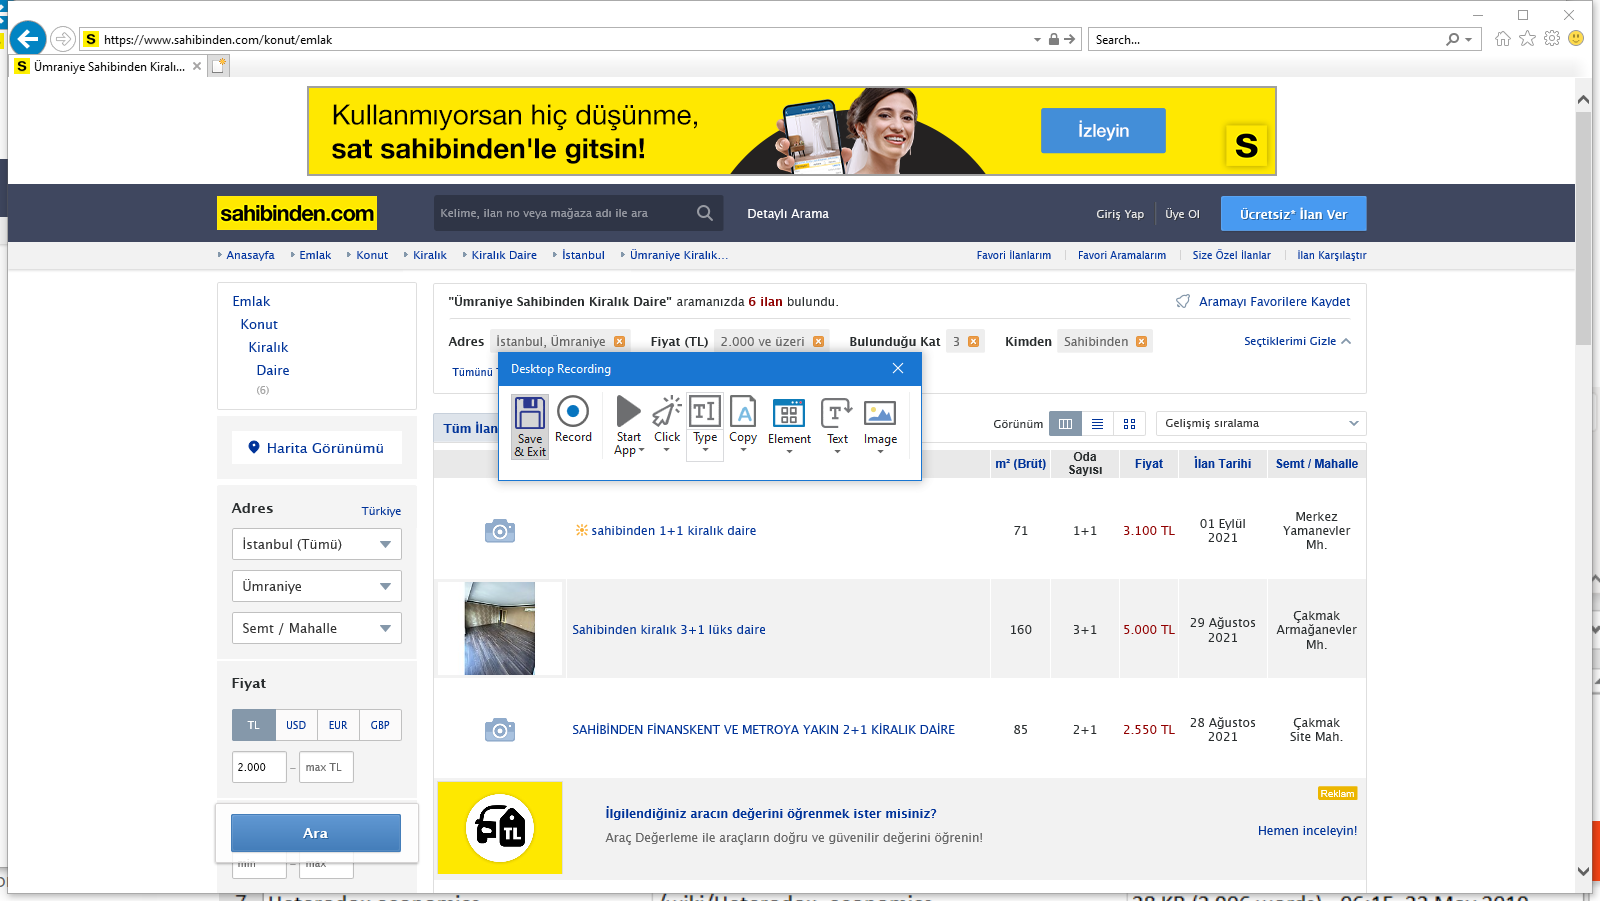 https://www.sahibinden.com/konut/emlak
Search...
Ümraniye Sahibinden Kiralı...
Kullanmıyorsan hiç düşünme,
sat sahibinden'le gitsin!
İzleyin
S
sahibinden.com
Kelime, ilan no veya mağaza adı ile ara
Detaylı Arama
Giriş Yap
Üye Ol
Ücretsiz* İlan Ver
Anasayfa
Emlak
Konut
Kiralık
Kiralık Daire
İstanbul
Ümraniye Kiralık...
Favori İlanlarım
Favori Aramalarım
Size Özel İlanlar
İlan Karşılaştır
Emlak
Konut
Kiralık
Daire
(6)
Harita Görünümü
Adres
Türkiye
İstanbul (Tümü)
Ümraniye
Semt / Mahalle
Fiyat
TL USD EUR GBP
2.000 – max TL
Ara
min – max
"Ümraniye Sahibinden Kiralık Daire" aramanızda 6 ilan bulundu.
Aramayı Favorilere Kaydet
Adres İstanbul, Ümraniye Fiyat (TL) 2.000 ve üzeri Bulunduğu Kat 3 Kimden Sahibinden
Seçtiklerimi Gizle
Tümünü
Desktop Recording
Save & Exit
Record
Start App
Click
Type
Copy
Element
Text
Image
Tüm İlan
Görünüm
Gelişmiş sıralama
m² (Brüt) Oda Sayısı Fiyat İlan Tarihi Semt / Mahalle
sahibinden 1+1 kiralık daire 71 1+1 3.100 TL 01 Eylül 2021 Merkez Yamanevler Mh.
Sahibinden kiralık 3+1 lüks daire 160 3+1 5.000 TL 29 Ağustos 2021 Çakmak Armağanevler Mh.
SAHİBİNDEN FİNANSKENT VE METROYA YAKIN 2+1 KİRALIK DAİRE 85 2+1 2.550 TL 28 Ağustos 2021 Çakmak Site Mah.
TL
İlgilendiğiniz aracın değerini öğrenmek ister misiniz?
Araç Değerleme ile araçların doğru ve güvenilir değerini öğrenin!
Reklam
Hemen inceleyin!